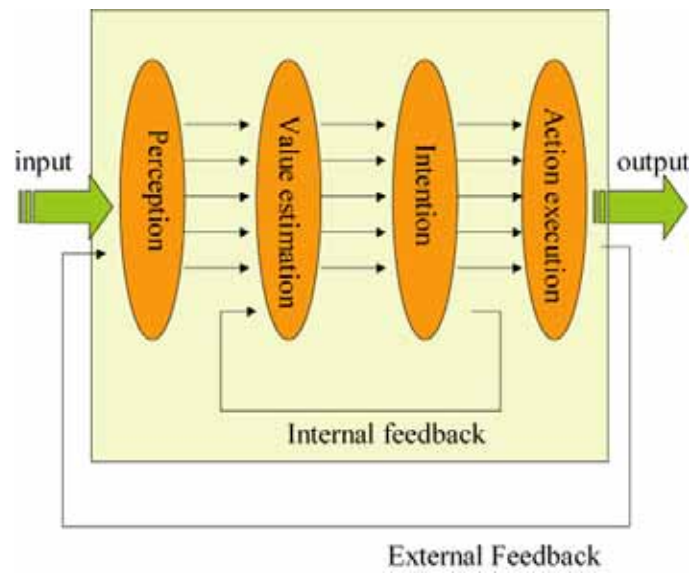 input
Perception
Value estimation
Intention
Action execution
output
Internal feedback
External Feedback